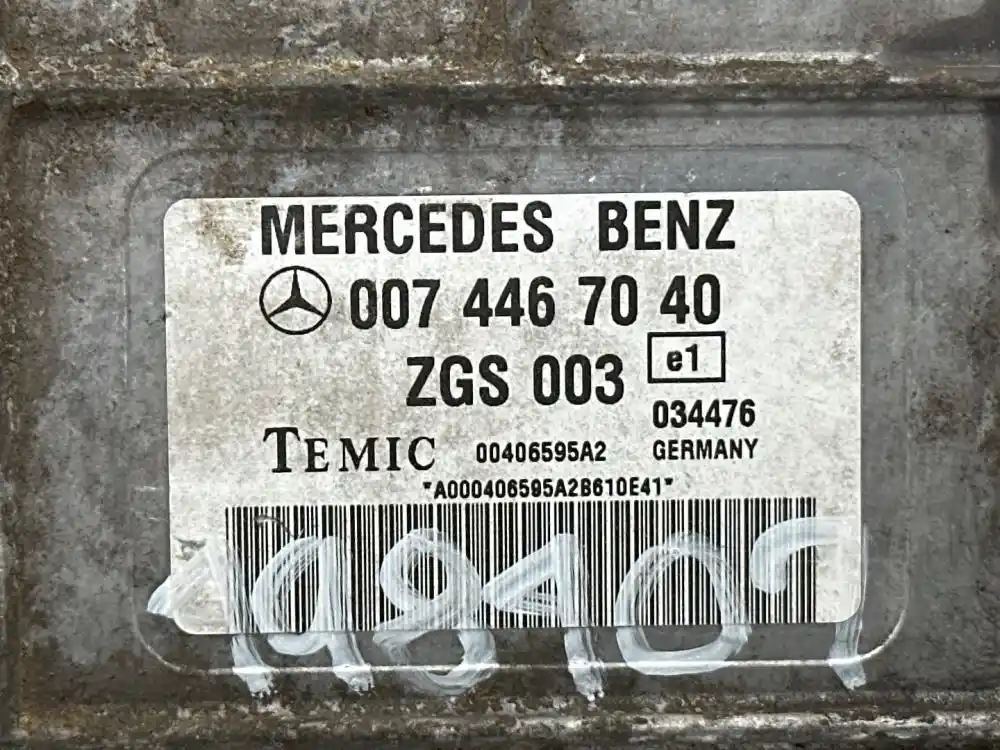 MERCEDES BENZ
007 446 70 40
ZGS 003 e1
034476
TEMIC 00406595A2 GERMANY
*A000406595A2B610E41*